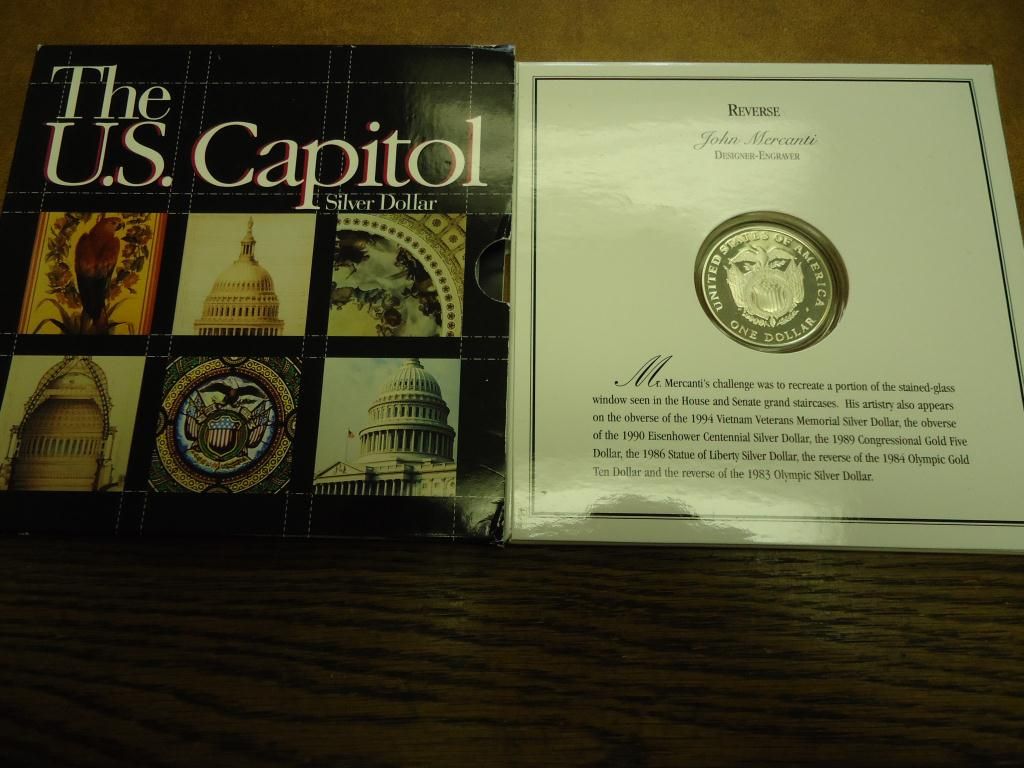 The
U.S. Capitol
Silver Dollar
REVERSE
John Mercanti
DESIGNER-ENGRAVER
UNITED STATES OF AMERICA
ONE DOLLAR
Mr. Mercanti's challenge was to recreate a portion of the stained-glass
window seen in the House and Senate grand staircases. His artistry also appears
on the obverse of the 1994 Vietnam Veterans Memorial Silver Dollar, the obverse
of the 1990 Eisenhower Centennial Silver Dollar, the 1989 Congressional Gold Five
Dollar, the 1986 Statue of Liberty Silver Dollar, the reverse of the 1984 Olympic Gold
Ten Dollar and the reverse of the 1983 Olympic Silver Dollar.